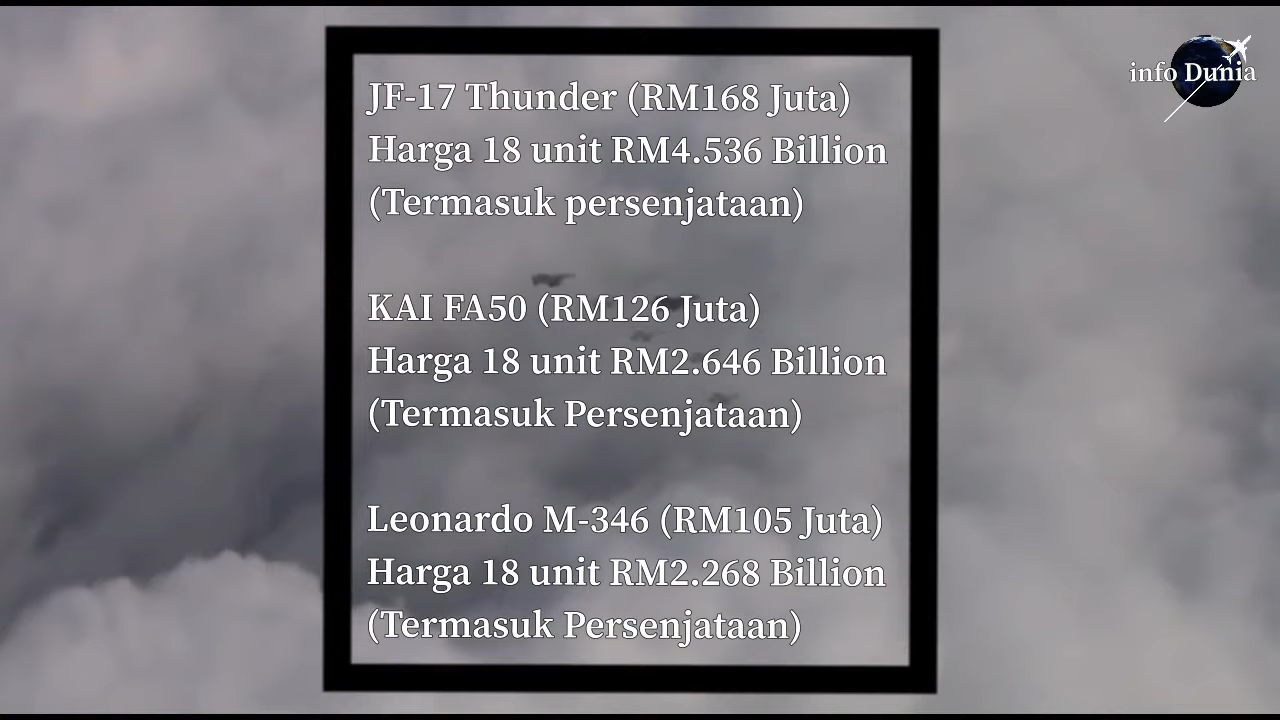 info Dunia
JF-17 Thunder (RM168 Juta)
Harga 18 unit RM4.536 Billion
(Termasuk persenjataan)
KAI FA50 (RM126 Juta)
Harga 18 unit RM2.646 Billion
(Termasuk Persenjataan)
Leonardo M-346 (RM105 Juta)
Harga 18 unit RM2.268 Billion
(Termasuk Persenjataan)